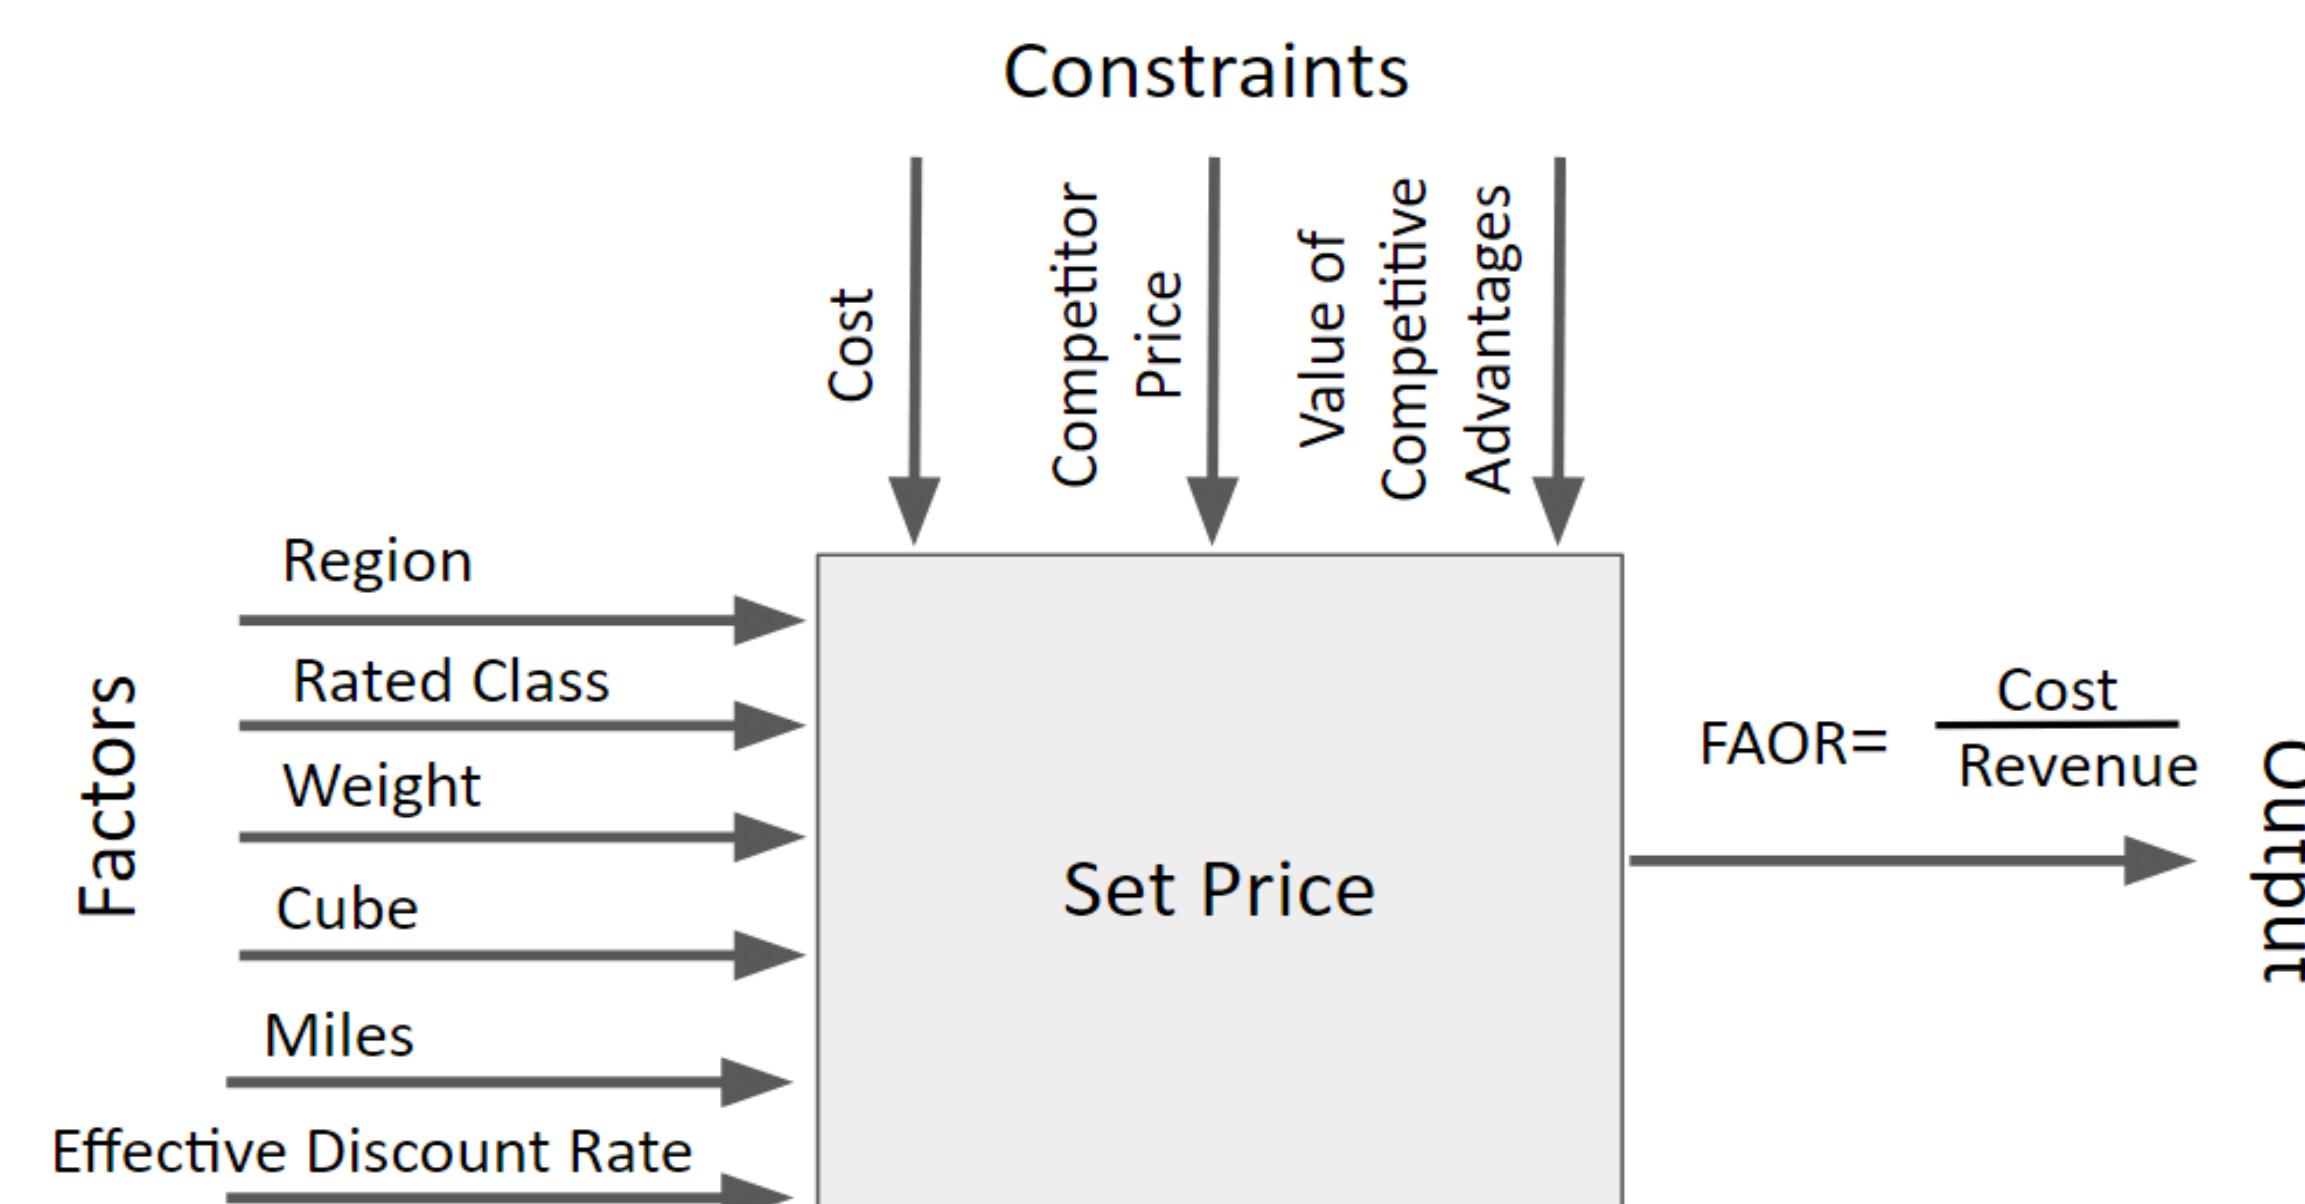 Constraints
Cost
Competitor
Price
Value of
Competitive
Advantages
Factors
Region
Rated Class
Weight
Cube
Miles
Effective Discount Rate
Set Price
FAOR=
Cost
Revenue
Output